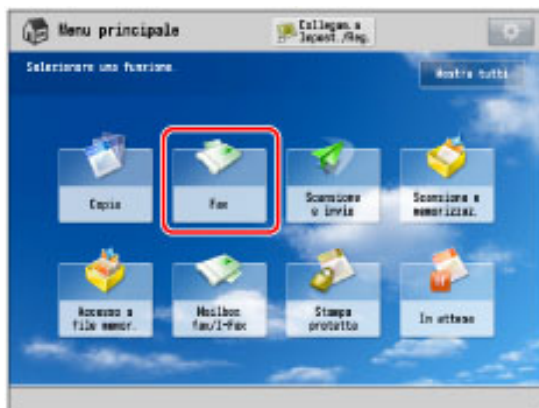 Menu principale
Collegam. a
Impost./Reg.
Selezionare una funzione.
Mostra tutti
Copia
Fax
Scansione
e invio
Scansione e
memorizzaz.
Accesso a
file memor.
Mailbox
fax/I-Fax
Stampa
protetta
In attesa